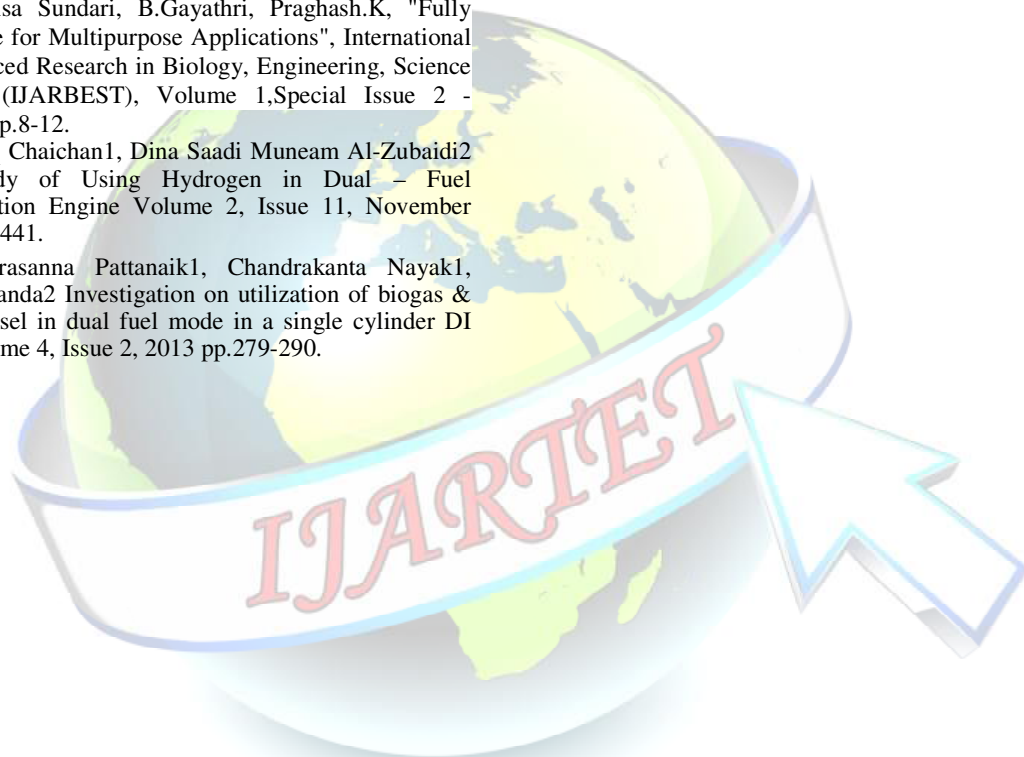 sa Sundari, B.Gayathri, Praghash.K, "Fully
e for Multipurpose Applications", International
ced Research in Biology, Engineering, Science
(IJARBEST), Volume 1,Special Issue 2 -
p.8-12.
Chaichan1, Dina Saadi Muneam Al-Zubaidi2
dy of Using Hydrogen in Dual – Fuel
tion Engine Volume 2, Issue 11, November
441.
rasanna Pattanaik1, Chandrakanta Nayak1,
anda2 Investigation on utilization of biogas &
sel in dual fuel mode in a single cylinder DI
me 4, Issue 2, 2013 pp.279-290.
IJARTET